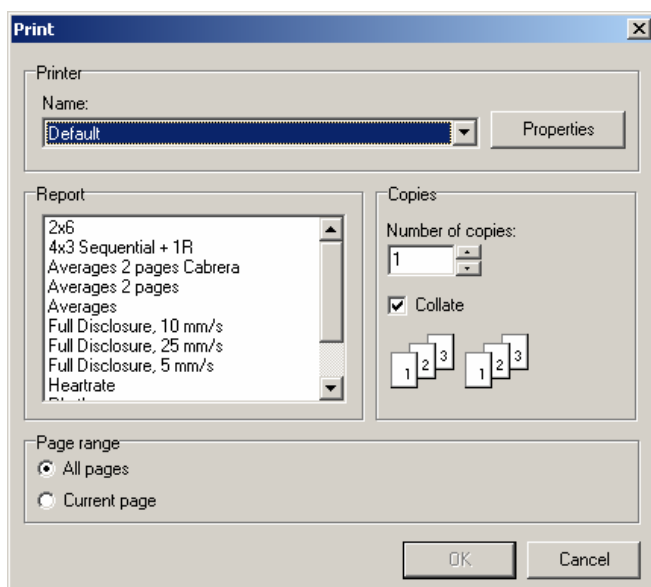 Print
Printer
Name:
Default
Properties
Report
2x6
4x3 Sequential + 1R
Averages 2 pages Cabrera
Averages 2 pages
Averages
Full Disclosure, 10 mm/s
Full Disclosure, 25 mm/s
Full Disclosure, 5 mm/s
Heartrate
Copies
Number of copies:
1
Collate
1 2 3 1 2 3
Page range
All pages
Current page
OK
Cancel